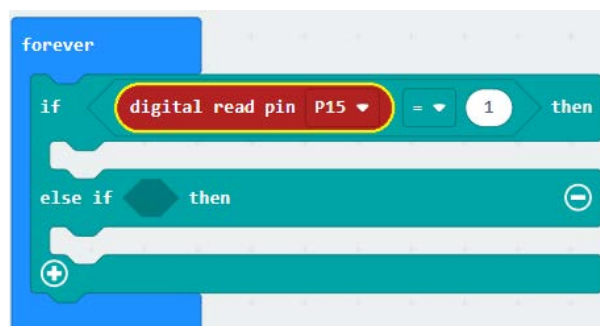 forever
if digital read pin P15 = 1 then
else if then